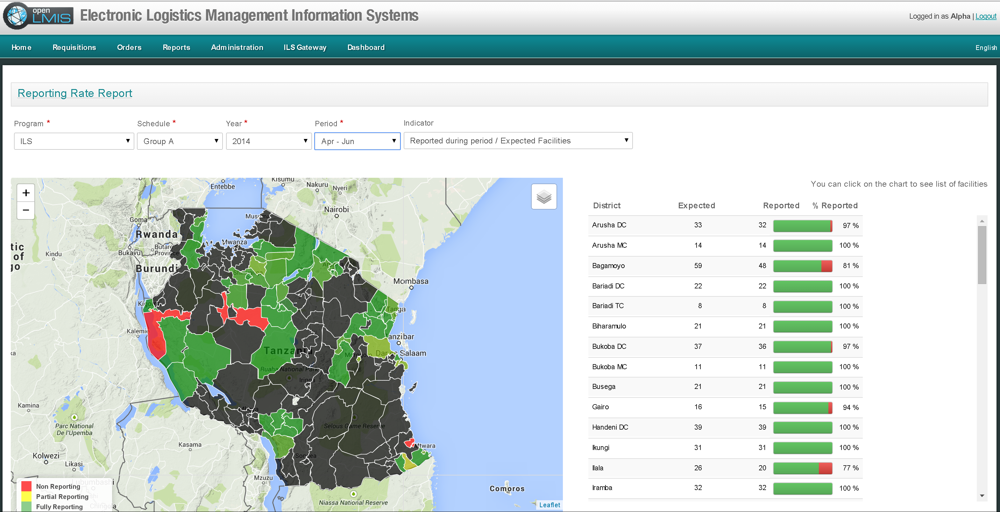 open LMIS
Electronic Logistics Management Information Systems
Logged in as Alpha | Logout
Home Requisitions Orders Reports Administration ILS Gateway Dashboard English
Reporting Rate Report
Program * Schedule * Year * Period * Indicator
ILS Group A 2014 Apr - Jun Reported during period / Expected Facilities
You can click on the chart to see list of facilities
+
−
Kisumu
Entebbe
Nakuru
Nyeri
Nairobi
Musoma
Goma
Rwanda
Mwanza
tic
of
go
Butare
Province
Bukavu
Kindu
Burundi
Arusha
Shinyanga
Mombasa
Kigoma
Tanga
Kalemie
Zanzibar
Tanzania
Morogoro
Dar es Salaam
ka
Ruaha National Park
Iringa
Kamina
Mbeya
Parc National
De l'Upemba
Selous Game Reserve
Kasama
Mtwara
Kolwezi
Songea
Likasi
Mzuzu
Lubumbashi
Comoros
Chingola
Niassa National Reserve
Non Reporting
Partial Reporting
Fully Reporting
Leaflet
District Expected Reported % Reported
Arusha DC 33 32 97 %
Arusha MC 14 14 100 %
Bagamoyo 59 48 81 %
Bariadi DC 22 22 100 %
Bariadi TC 8 8 100 %
Biharamulo 21 21 100 %
Bukoba DC 37 36 97 %
Bukoba MC 11 11 100 %
Busega 21 21 100 %
Gairo 16 15 94 %
Handeni DC 39 39 100 %
Ikungi 31 31 100 %
Ilala 26 20 77 %
Iramba 32 32 100 %